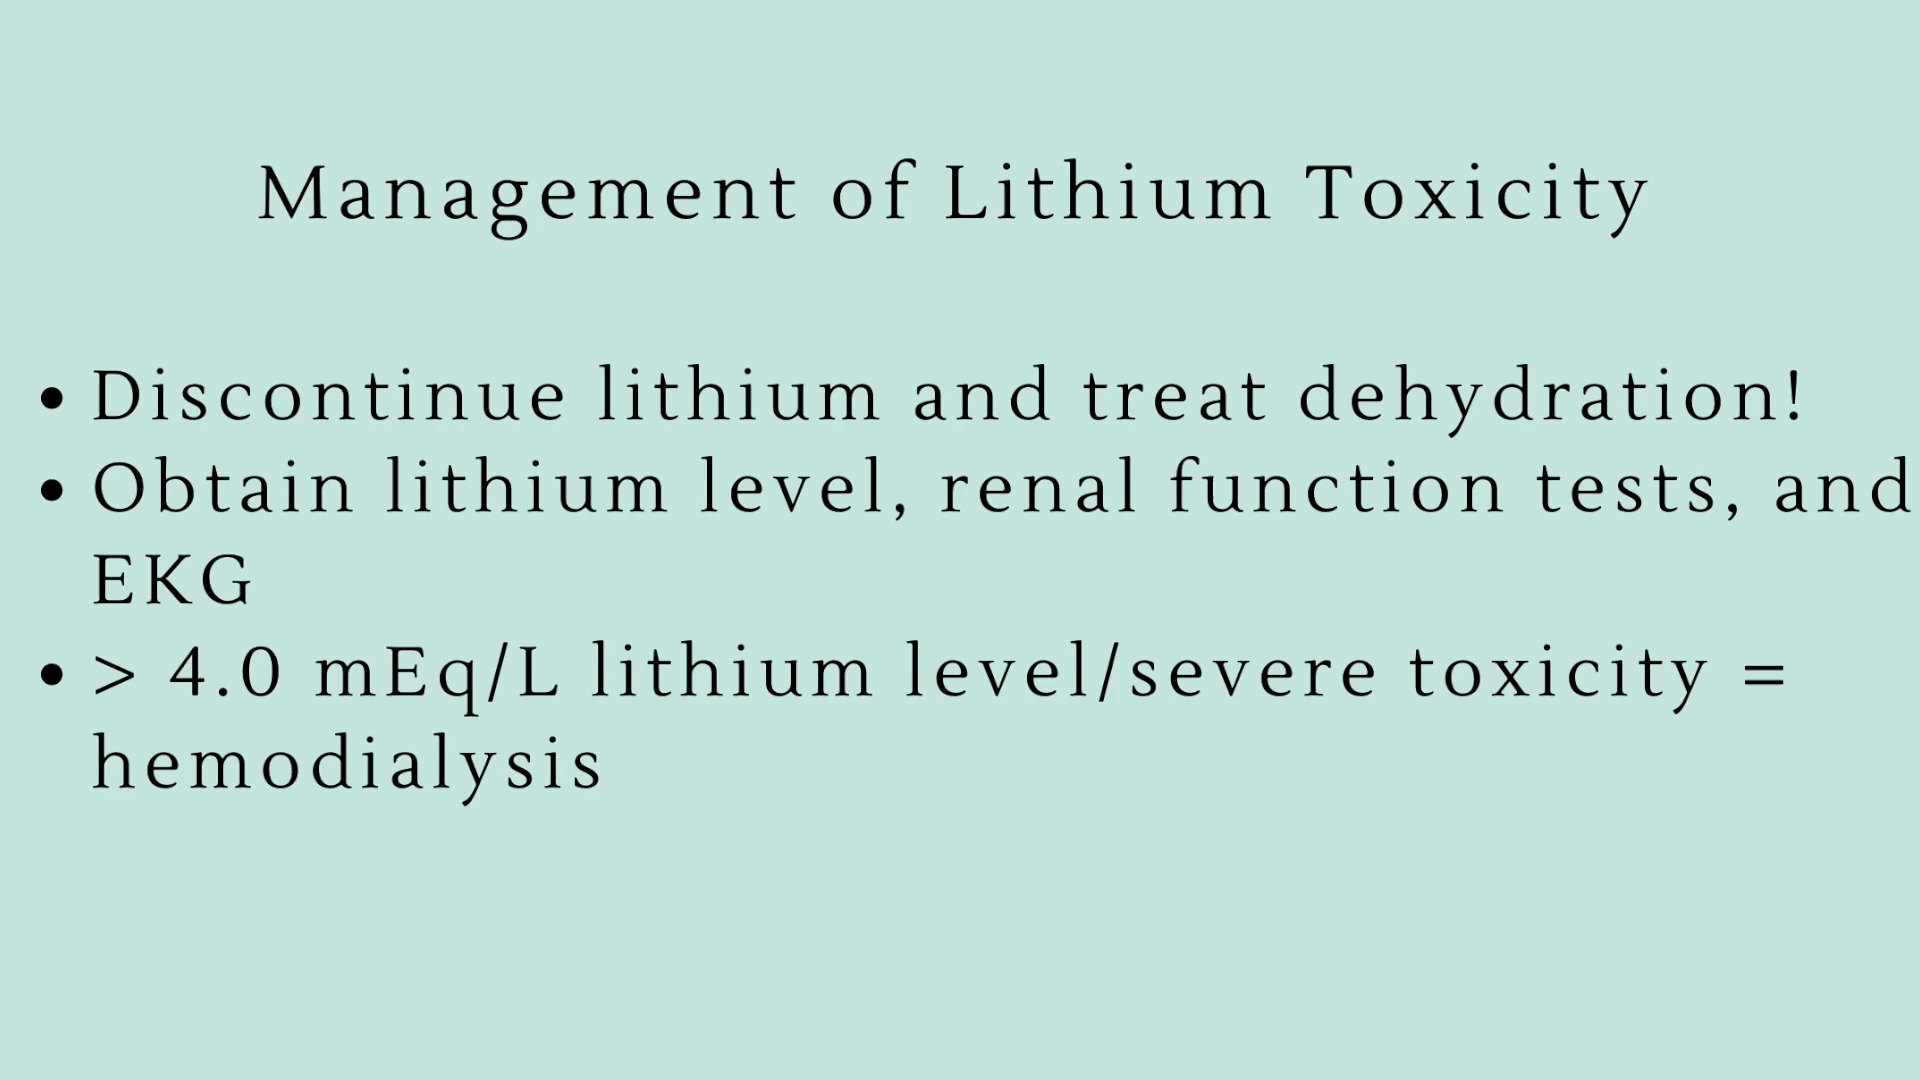 Management of Lithium Toxicity
• Discontinue lithium and treat dehydration!
• Obtain lithium level, renal function tests, and
EKG
• > 4.0 mEq/L lithium level/severe toxicity =
hemodialysis